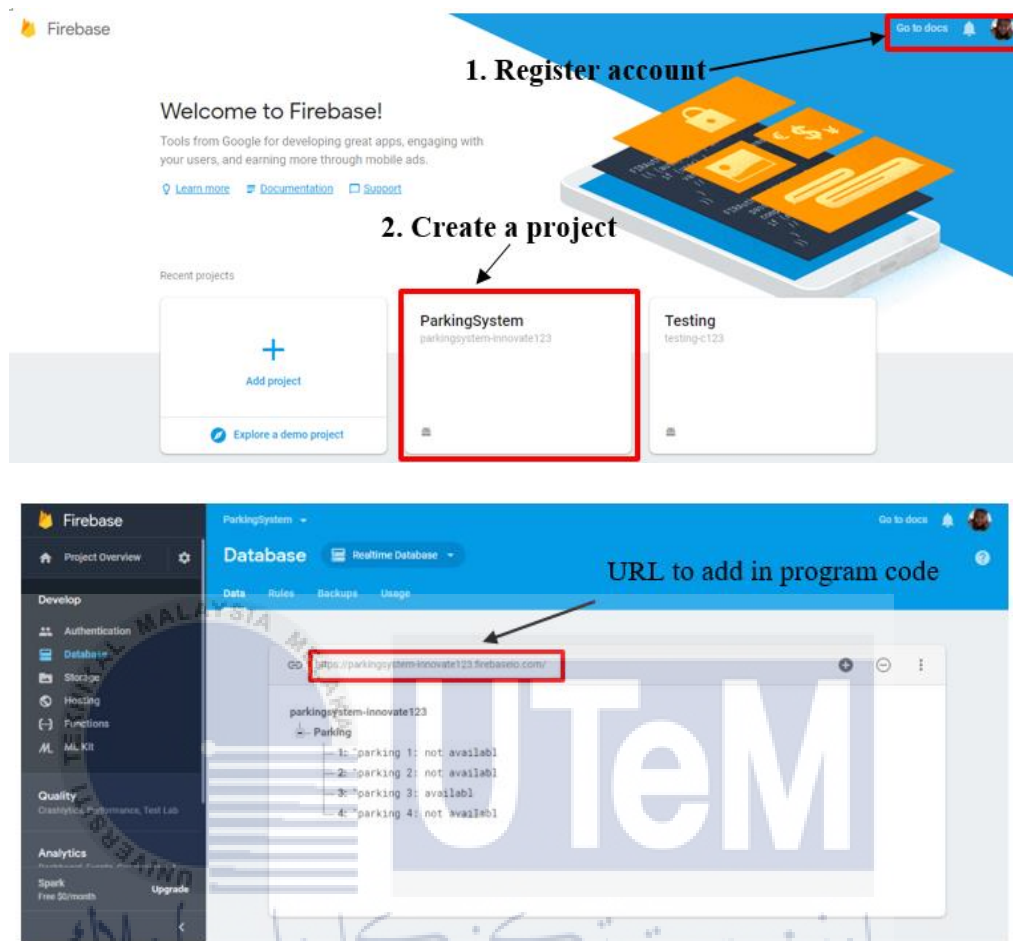 Firebase
Go to docs
1. Register account
Welcome to Firebase!
Tools from Google for developing great apps, engaging with
your users, and earning more through mobile ads.
Learn more Documentation Support
2. Create a project
Recent projects
Add project
Explore a demo project
ParkingSystem
parkingsystem-innovate123
Testing
testing-c123
Firebase
ParkingSystem
Go to docs
Project Overview
Database Realtime Database
URL to add in program code
Data Rules Backups Usage
Develop
Authentication
Database
Storage
Hosting
Functions
ML Kit
https://parkingsystem-innovate123.firebaseio.com/
parkingsystem-innovate123
Parking
1: "parking 1: not availabl
2: "parking 2: not availabl
3: "parking 3: availabl
4: "parking 4: not availabl
Quality
Crashlytics, Performance, Test Lab
Analytics
Spark
Free $0/month
Upgrade
UTeM